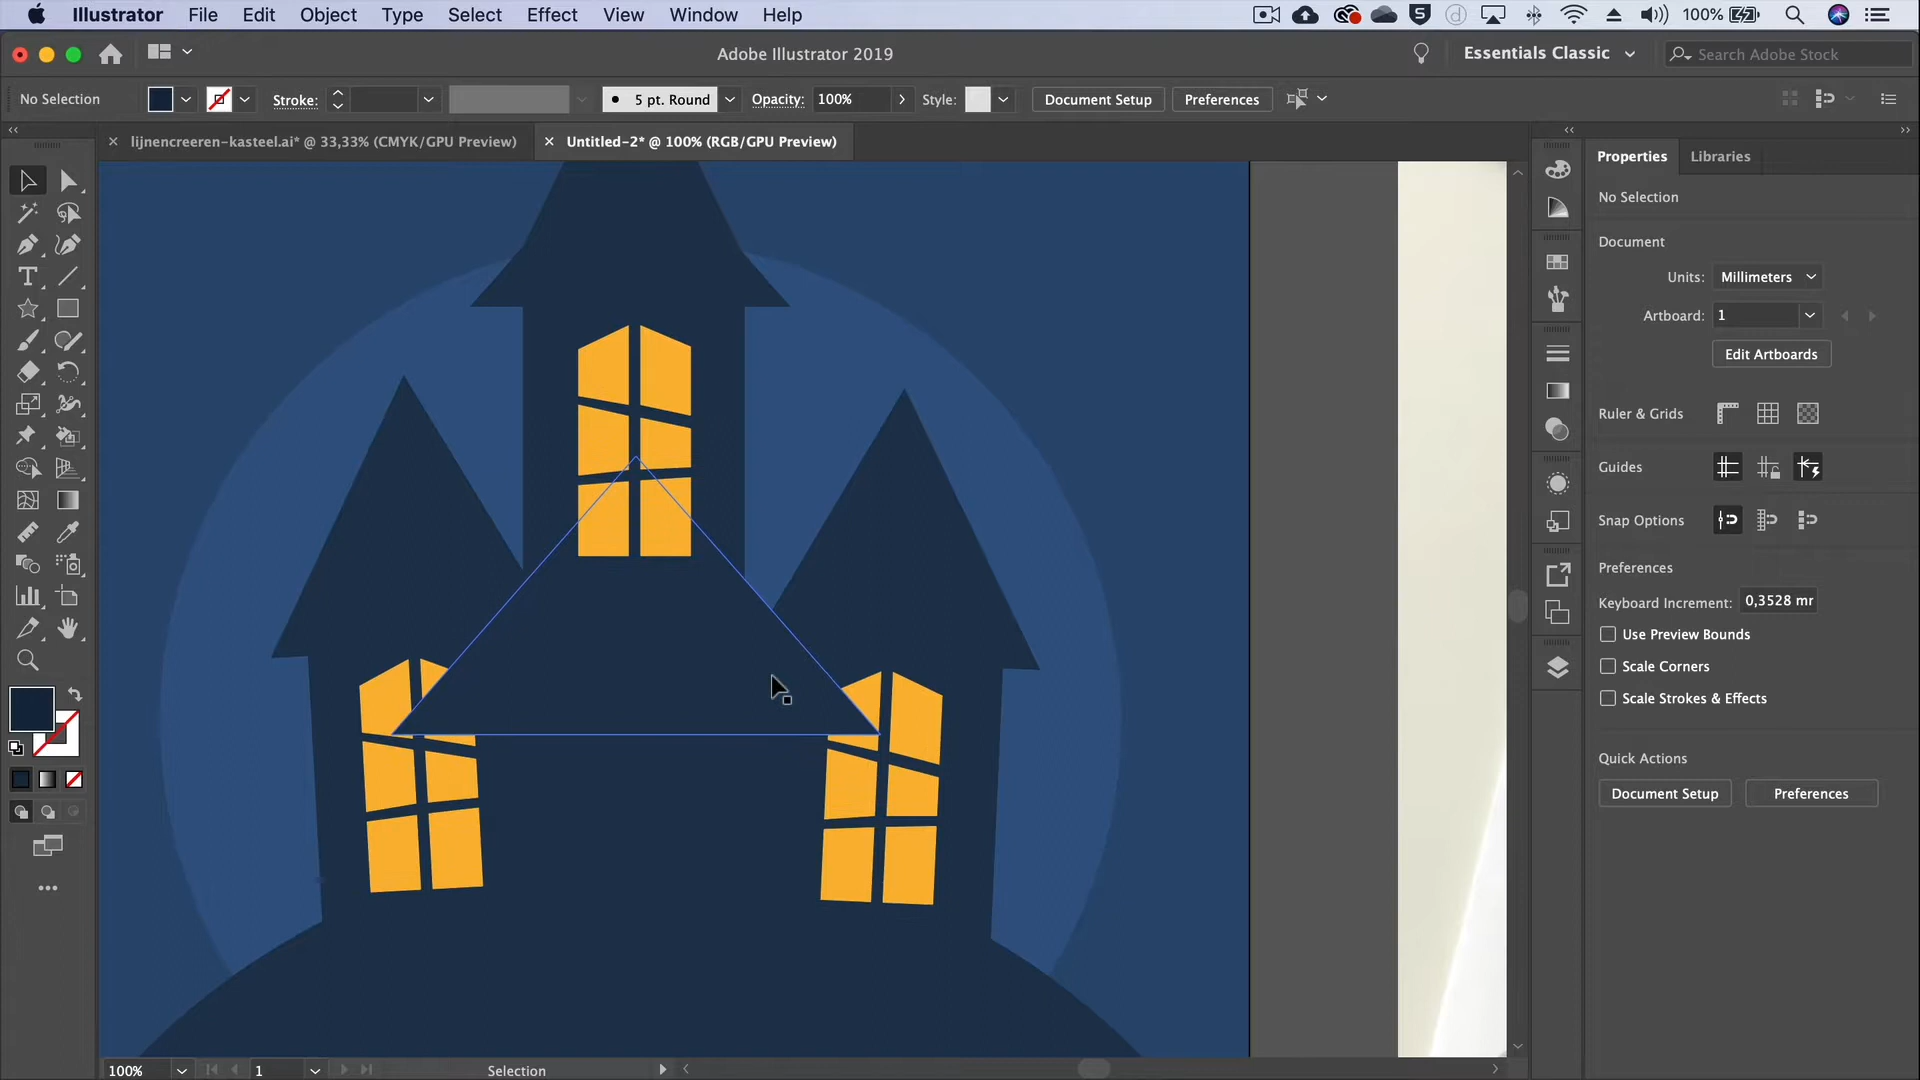 Illustrator File Edit Object Type Select Effect View Window Help 100%
Adobe Illustrator 2019 Essentials Classic Search Adobe Stock
No Selection Stroke: 5 pt. Round Opacity: 100% Style: Document Setup Preferences
lijnencreeren-kasteel.ai* @ 33,33% (CMYK/GPU Preview) Untitled-2* @ 100% (RGB/GPU Preview)
Properties Libraries
No Selection
Document
Units: Millimeters
Artboard: 1
Edit Artboards
Ruler & Grids
Guides
Snap Options
Preferences
Keyboard Increment: 0,3528 mr
Use Preview Bounds
Scale Corners
Scale Strokes & Effects
Quick Actions
Document Setup Preferences
100% 1 Selection